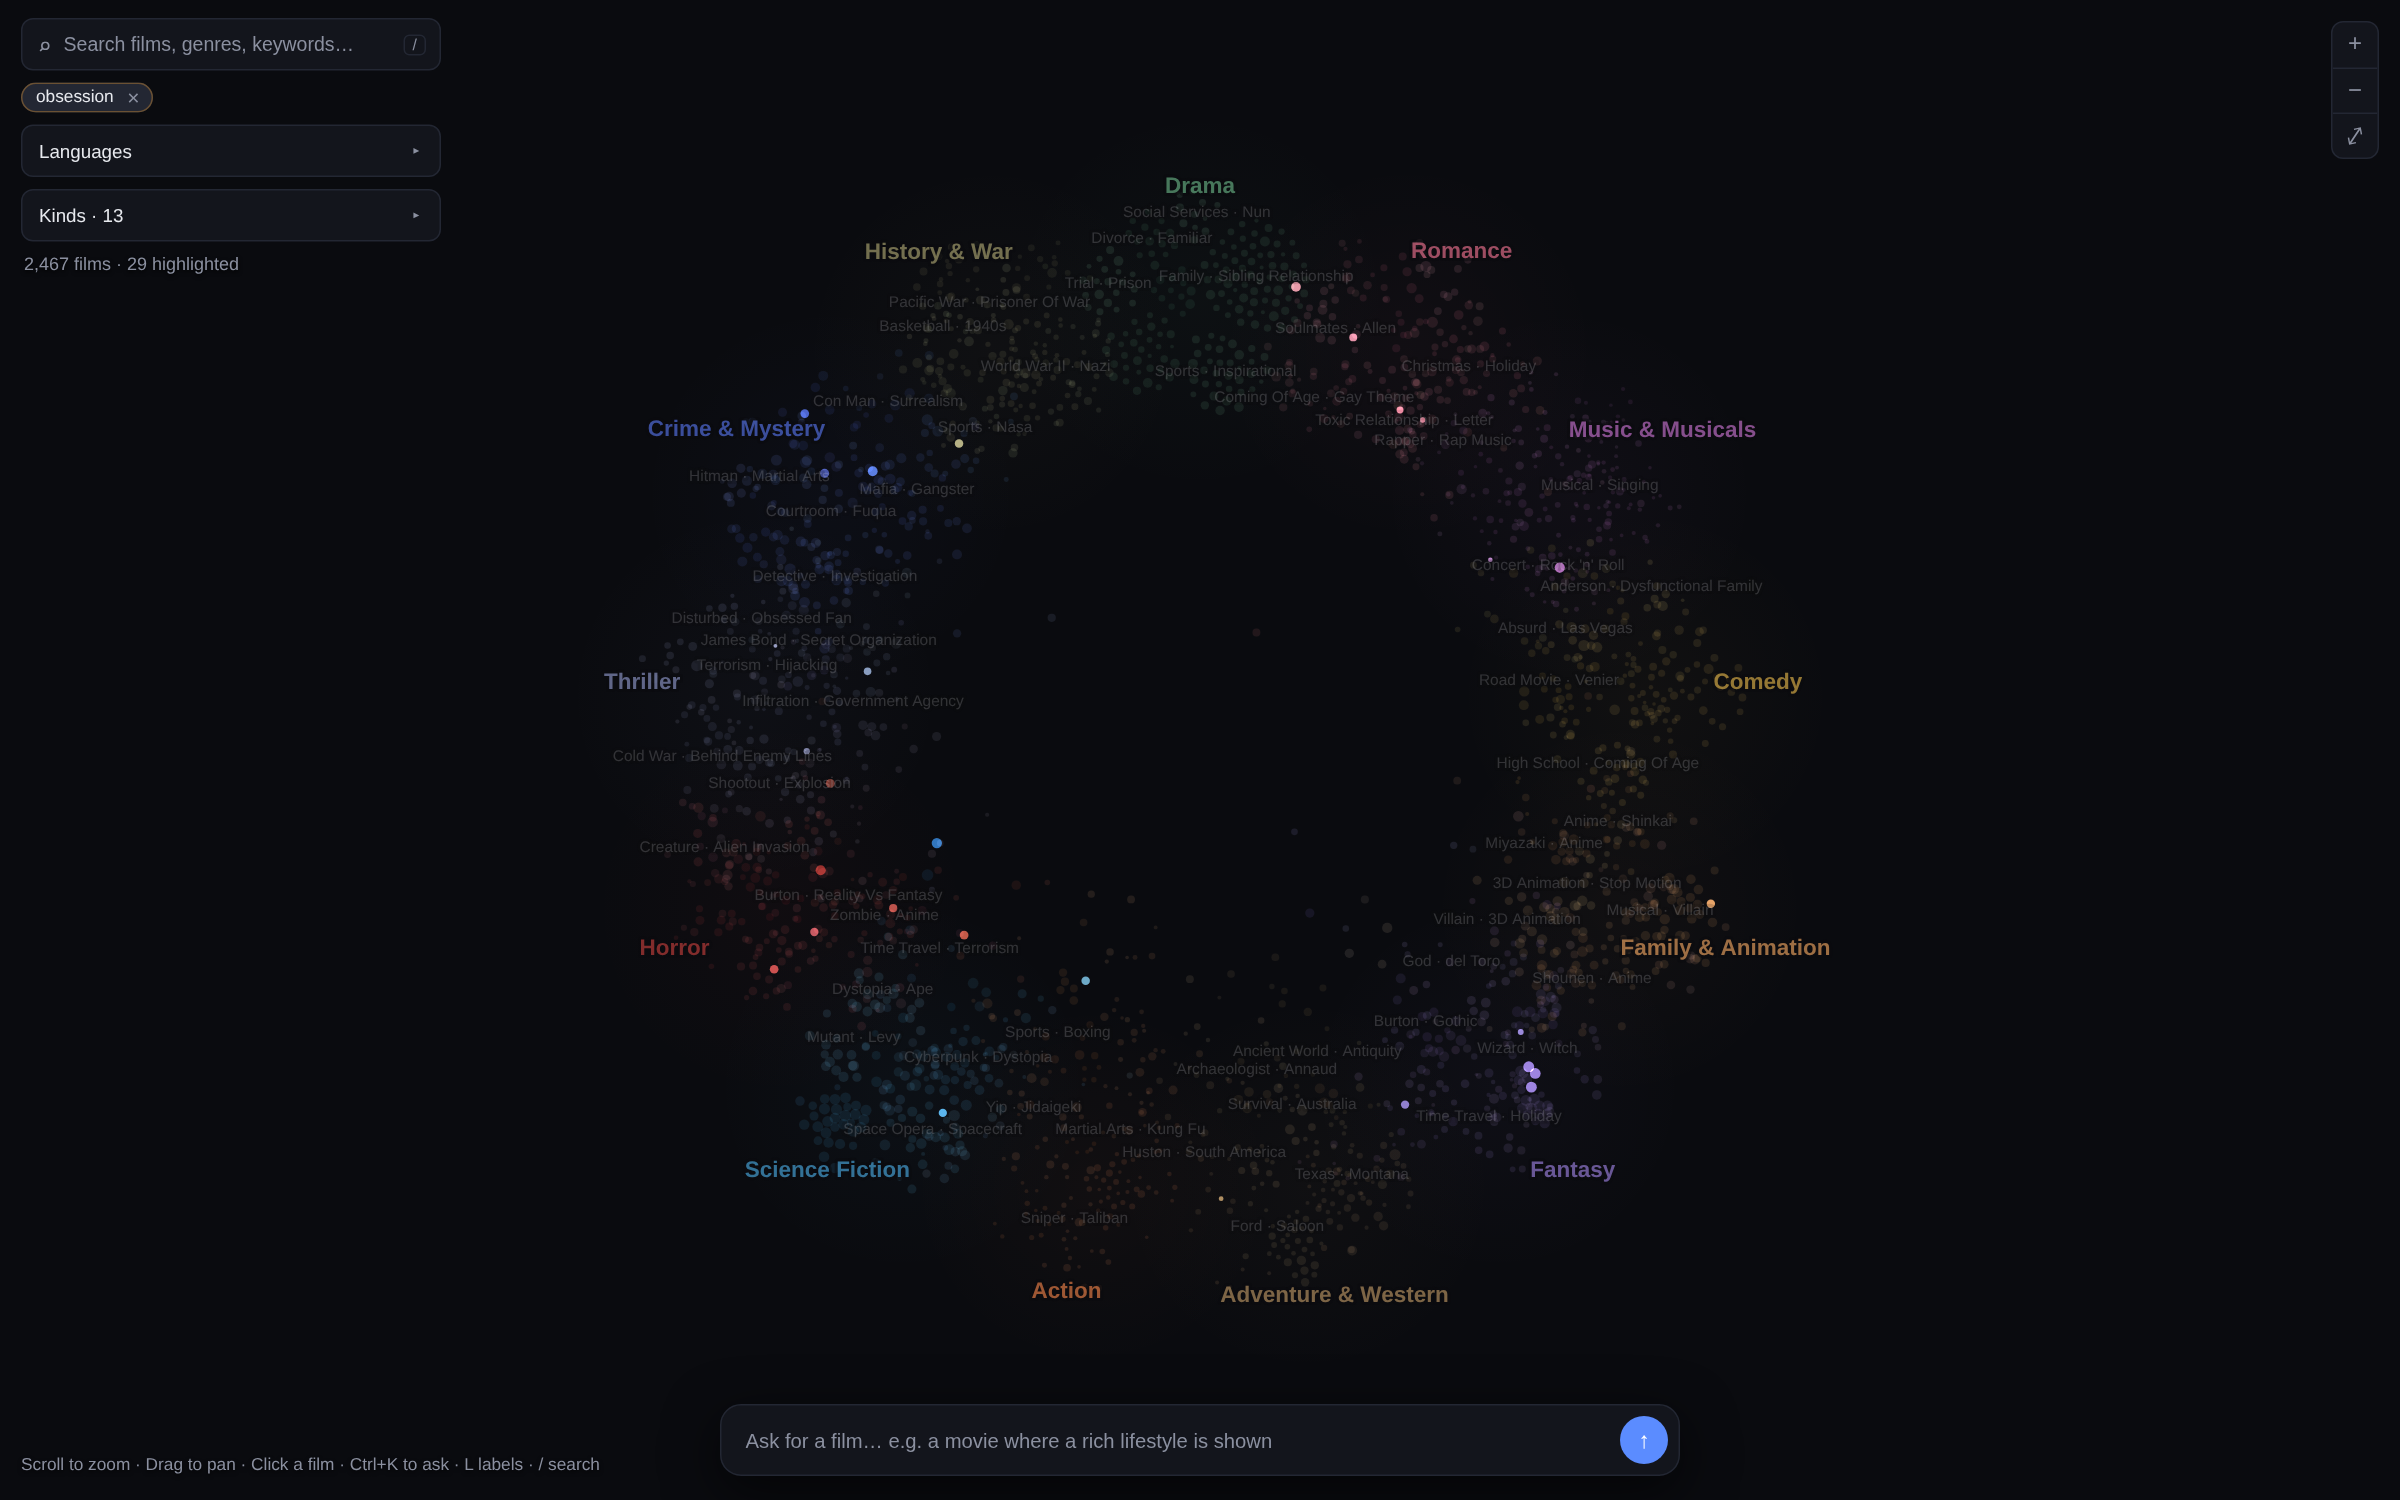 Search films, genres, keywords… /
obsession ×
Languages
Kinds · 13
2,467 films · 29 highlighted
+
−
Drama
Social Services · Nun
Divorce · Familiar
History & War
Romance
Family · Sibling Relationship
Trial · Prison
Pacific War · Prisoner Of War
Basketball · 1940s
Soulmates · Allen
World War II · Nazi
Sports · Inspirational
Christmas · Holiday
Con Man · Surrealism
Coming Of Age · Gay Theme
Crime & Mystery
Sports · Nasa
Toxic Relationship · Letter
Rapper · Rap Music
Music & Musicals
Hitman · Martial Arts
Mafia · Gangster
Musical · Singing
Courtroom · Fuqua
Concert · Rock 'n' Roll
Detective · Investigation
Anderson · Dysfunctional Family
Disturbed · Obsessed Fan
Absurd · Las Vegas
James Bond · Secret Organization
Terrorism · Hijacking
Thriller
Road Movie · Venier
Comedy
Infiltration · Government Agency
Cold War · Behind Enemy Lines
High School · Coming Of Age
Shootout · Explosion
Anime · Shinkai
Creature · Alien Invasion
Miyazaki · Anime
3D Animation · Stop Motion
Burton · Reality Vs Fantasy
Zombie · Anime
Villain · 3D Animation
Musical · Villain
Horror
Time Travel · Terrorism
Family & Animation
God · del Toro
Shounen · Anime
Dystopia · Ape
Burton · Gothic
Mutant · Levy
Sports · Boxing
Wizard · Witch
Cyberpunk · Dystopia
Ancient World · Antiquity
Archaeologist · Annaud
Yip · Jidaigeki
Survival · Australia
Time Travel · Holiday
Space Opera · Spacecraft
Martial Arts · Kung Fu
Huston · South America
Science Fiction
Texas · Montana
Fantasy
Sniper · Taliban
Ford · Saloon
Action
Adventure & Western
Ask for a film… e.g. a movie where a rich lifestyle is shown ↑
Scroll to zoom · Drag to pan · Click a film · Ctrl+K to ask · L labels · / search